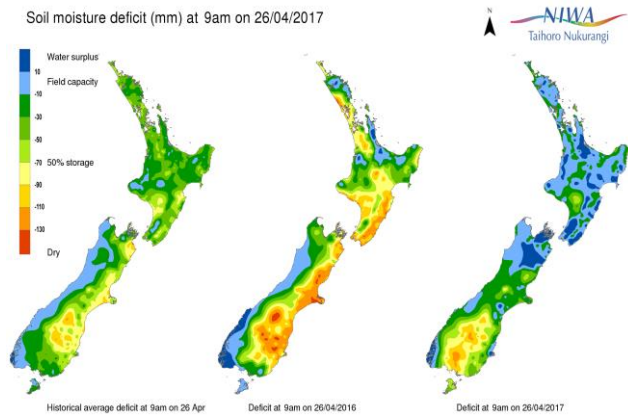 Soil moisture deficit (mm) at 9am on 26/04/2017
N
NIWA
Taihoro Nukurangi
Water surplus
10
Field capacity
-10
-30
-50
50% storage
-70
-90
-110
-130
Dry
Historical average deficit at 9am on 26 Apr
Deficit at 9am on 26/04/2016
Deficit at 9am on 26/04/2017